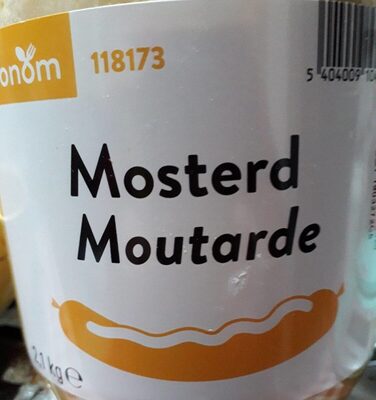 onom
118173
5 404009 10
Mosterd
Moutarde
2.1 kg e